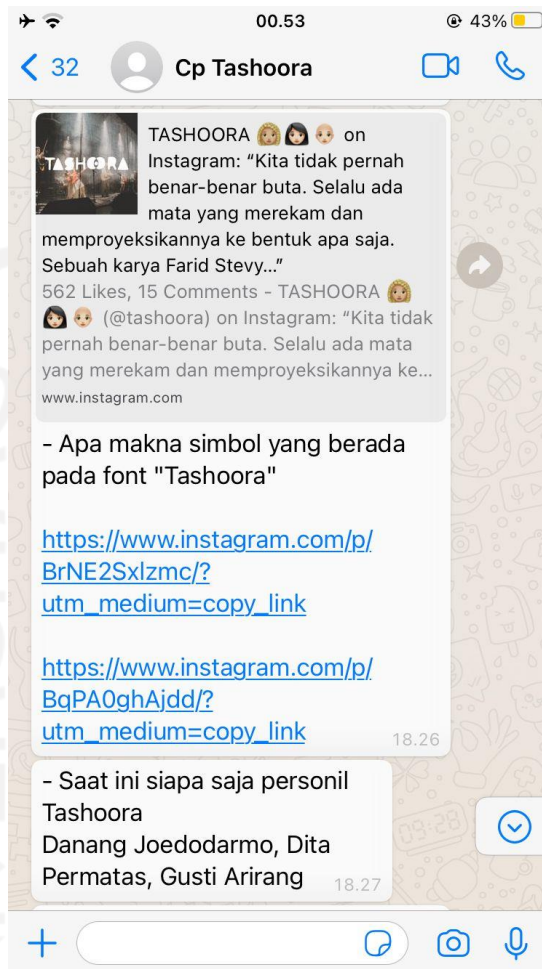 00.53
43%
32
Cp Tashoora
TASHOORA
TASHOORA 👩🏼👩🏻👩🏼‍🦲 on
Instagram: “Kita tidak pernah
benar-benar buta. Selalu ada
mata yang merekam dan
memproyeksikannya ke bentuk apa saja.
Sebuah karya Farid Stevy...”
562 Likes, 15 Comments - TASHOORA 👩🏼
👩🏻👩🏼‍🦲 (@tashoora) on Instagram: “Kita tidak
pernah benar-benar buta. Selalu ada mata
yang merekam dan memproyeksikannya ke...
www.instagram.com
- Apa makna simbol yang berada
pada font "Tashoora"
https://www.instagram.com/p/
BrNE2Sxlzmc/?
utm_medium=copy_link
https://www.instagram.com/p/
BqPA0ghAjdd/?
utm_medium=copy_link
18.26
- Saat ini siapa saja personil
Tashoora
Danang Joedodarmo, Dita
Permatas, Gusti Arirang
18.27